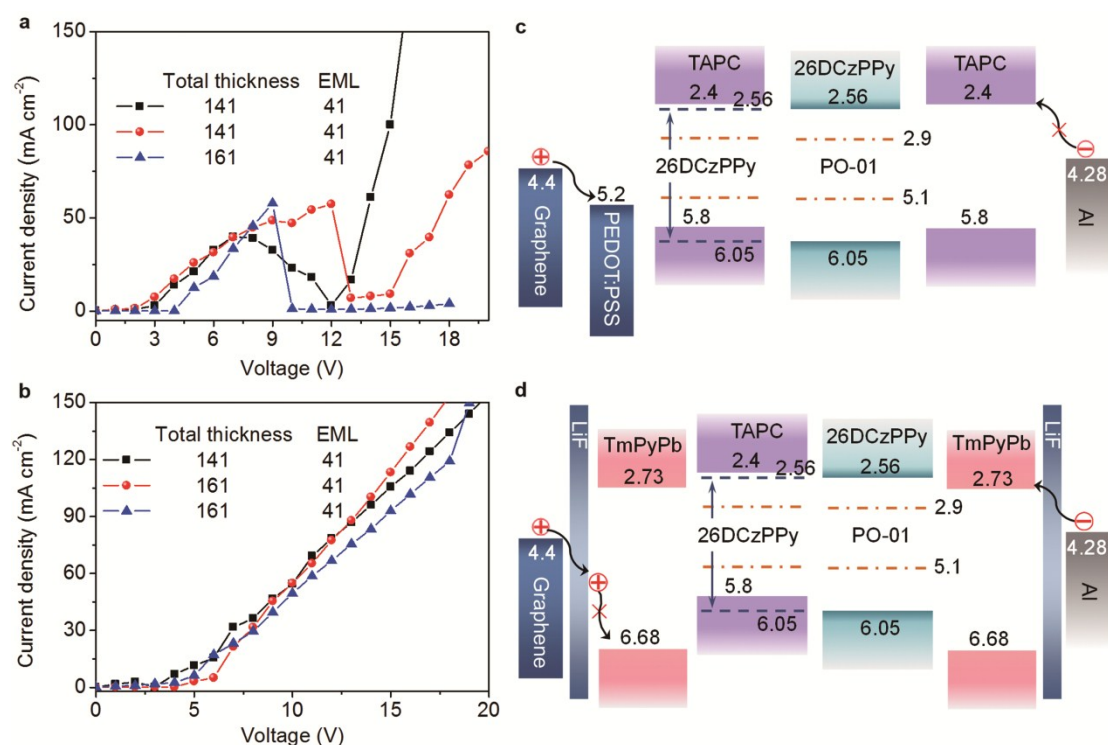 a
150
100
50
0
Current density (mA cm-2)
Total thickness EML
141 41
141 41
161 41
0 3 6 9 12 15 18
Voltage (V)
b
150
120
90
60
30
0
Current density (mA cm-2)
Total thickness EML
141 41
161 41
161 41
0 5 10 15 20
Voltage (V)
c
TAPC
2.4
2.56
26DCzPPy
2.56
TAPC
2.4
2.9
26DCzPPy
PO-01
4.4
Graphene
5.2
PEDOT:PSS
5.1
4.28
Al
5.8
6.05
6.05
5.8
d
LiF
TmPyPb
2.73
TAPC
2.4
2.56
26DCzPPy
2.56
TmPyPb
2.73
LiF
2.9
26DCzPPy
PO-01
4.4
Graphene
5.1
4.28
Al
5.8
6.05
6.05
6.68
6.68